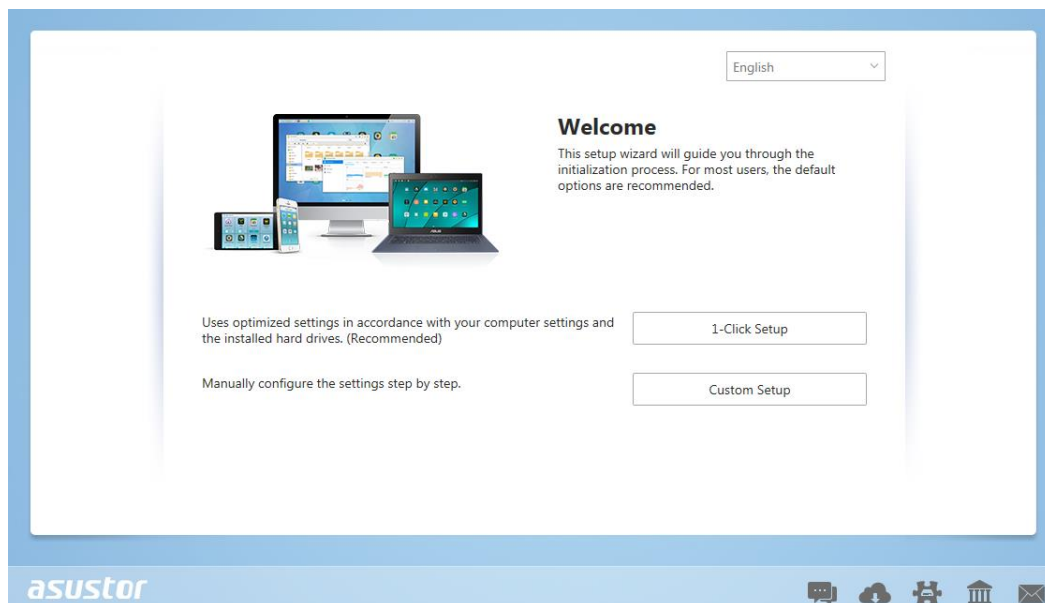 English
Welcome
This setup wizard will guide you through the
initialization process. For most users, the default
options are recommended.
Uses optimized settings in accordance with your computer settings and
the installed hard drives. (Recommended)
1-Click Setup
Manually configure the settings step by step.
Custom Setup
asustor